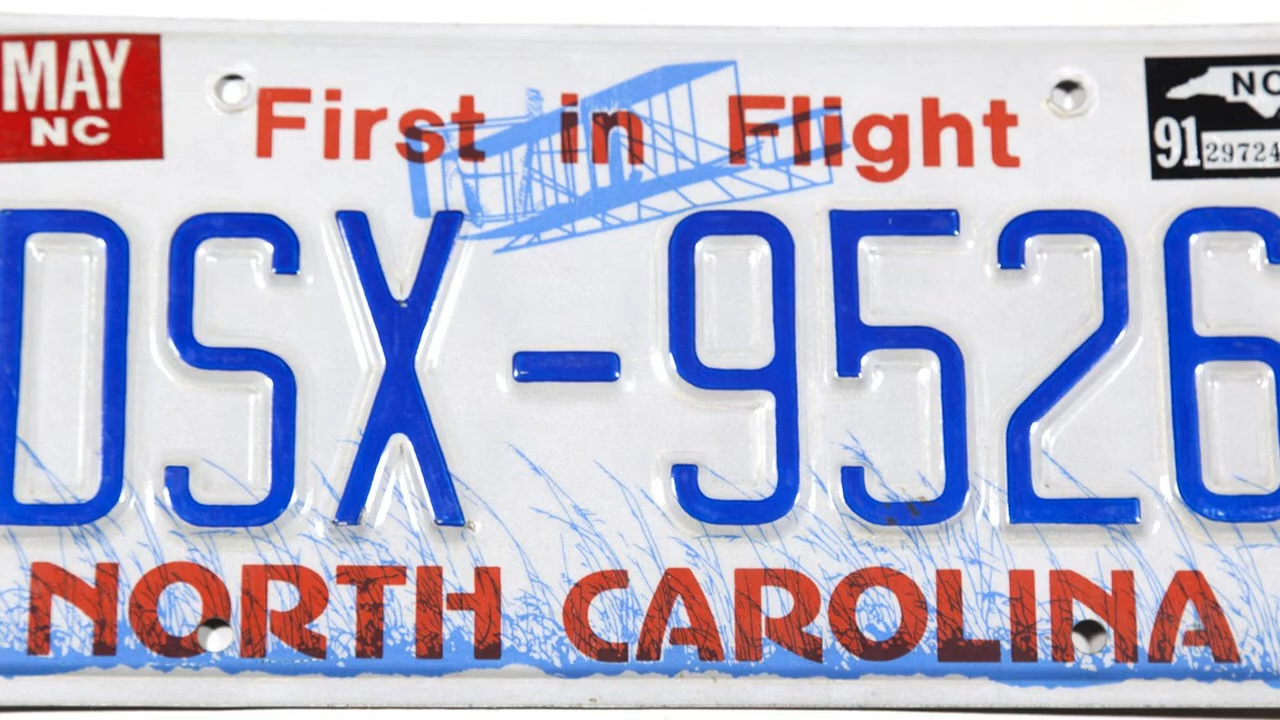 MAY
NC
First in Flight
NC
91
29724
DSX-9526
NORTH CAROLINA